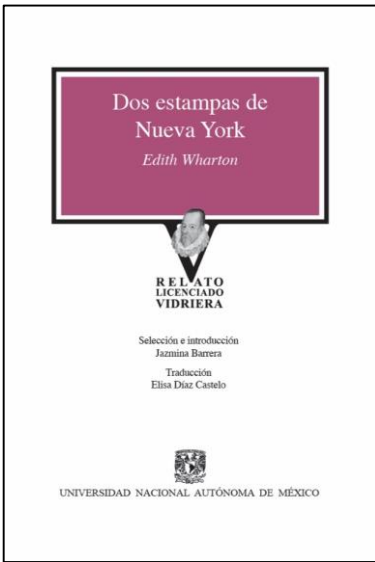 Dos estampas de
Nueva York
Edith Wharton
RELATO
LICENCIADO
VIDRIERA
Selección e introducción
Jazmina Barrera
Traducción
Elisa Díaz Castelo
UNIVERSIDAD NACIONAL AUTÓNOMA DE MÉXICO